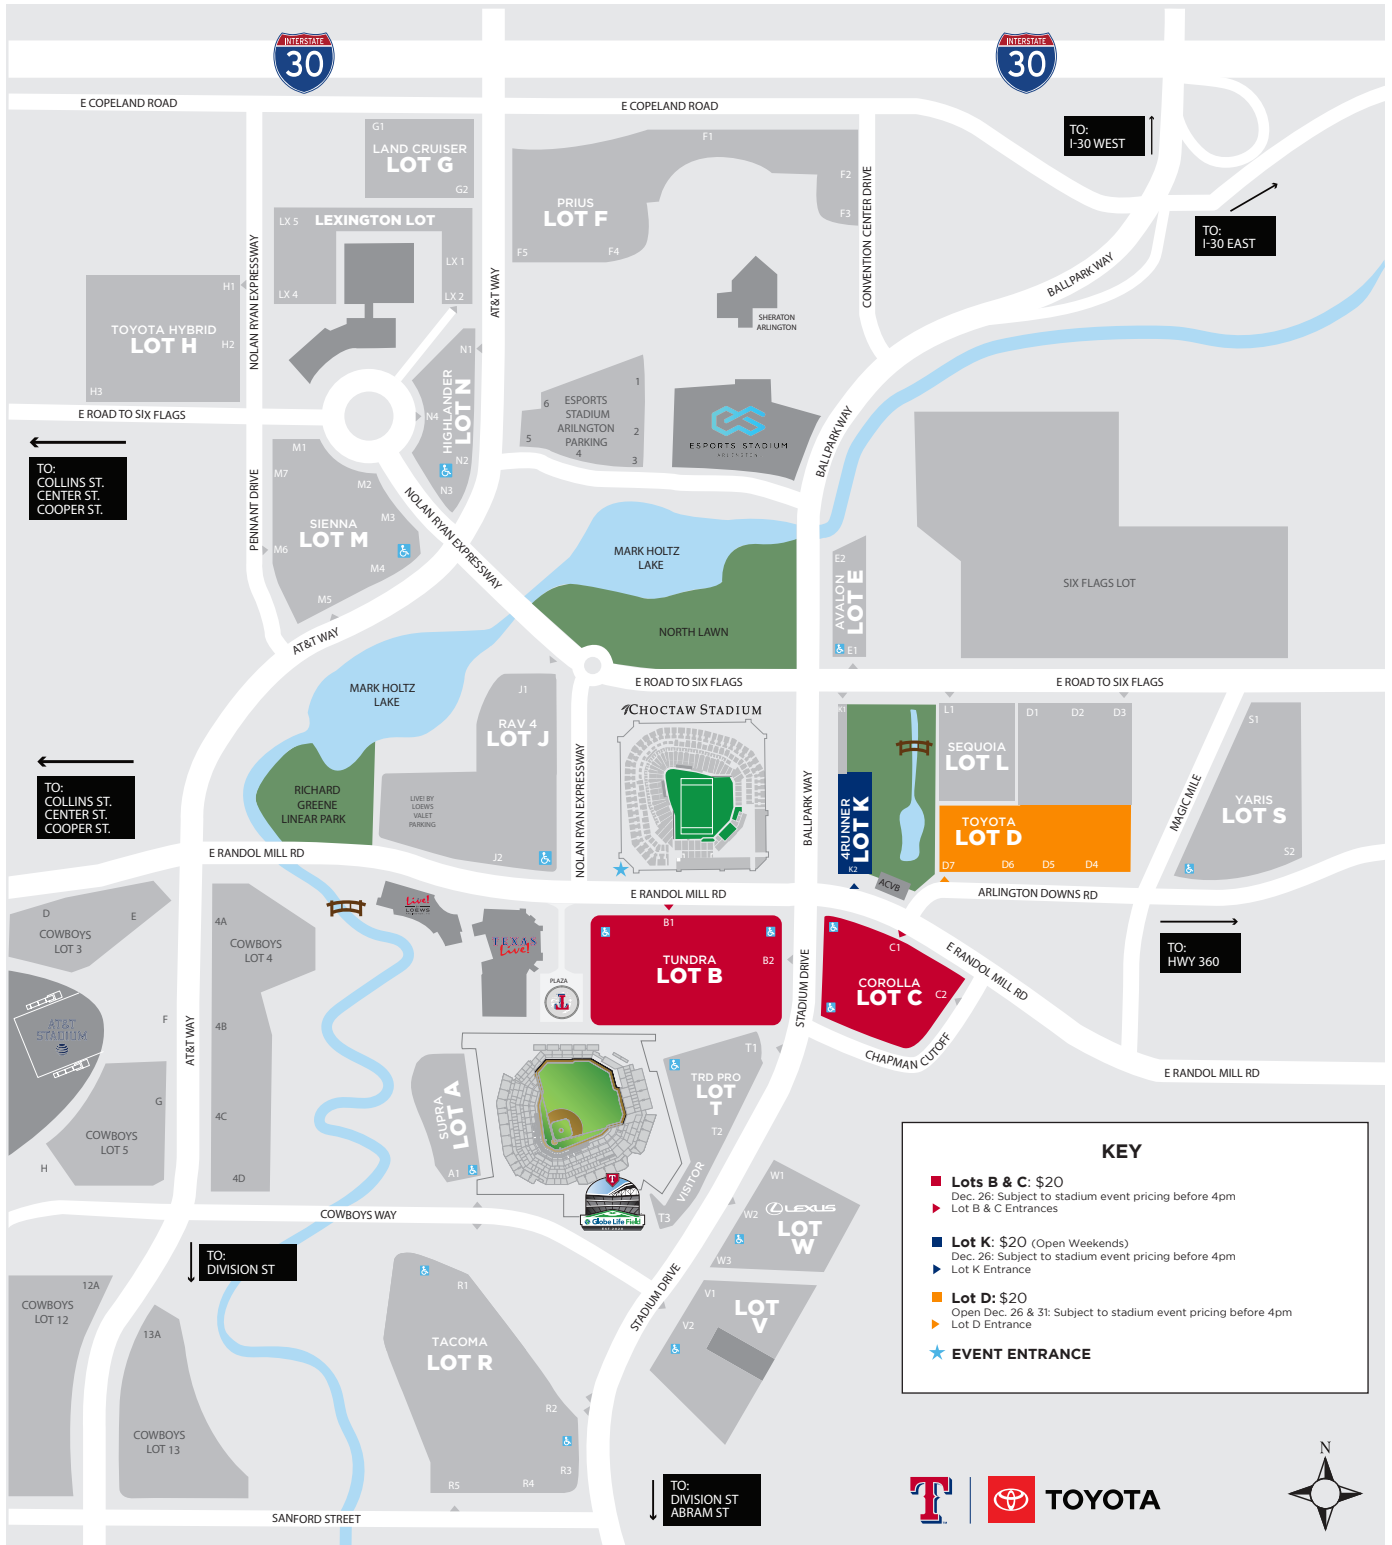 INTERSTATE
30
INTERSTATE
30
E COPELAND ROAD
E COPELAND ROAD
TO:
I-30 WEST
TO:
I-30 EAST
G1
LAND CRUISER
LOT G
G2
LX 5
LEXINGTON LOT
LX 1
LX 4
LX 2
NOLAN RYAN EXPRESSWAY
AT&T WAY
F1
F2
F3
PRIUS
LOT F
F5
F4
CONVENTION CENTER DRIVE
BALLPARK WAY
SHERATON
ARLINGTON
H1
TOYOTA HYBRID
LOT H
H2
H3
E ROAD TO SIX FLAGS
TO:
COLLINS ST.
CENTER ST.
COOPER ST.
N1
N4
HIGHLANDER
LOT N
N2
N3
1
6
ESPORTS
STADIUM
ARILNGTON
PARKING
2
5
4
3
ESPORTS STADIUM
ARLINGTON
BALLPARK WAY
M1
M7
M2
M3
SIENNA
LOT M
M6
M4
M5
PENNANT DRIVE
NOLAN RYAN EXPRESSWAY
AT&T WAY
MARK HOLTZ
LAKE
NORTH LAWN
E2
AVALON
LOT E
E1
SIX FLAGS LOT
E ROAD TO SIX FLAGS
E ROAD TO SIX FLAGS
MARK HOLTZ
LAKE
J1
RAV 4
LOT J
J2
LIVE! BY
LOEWS
VALET
PARKING
NOLAN RYAN EXPRESSWAY
CHOCTAW STADIUM
BALLPARK WAY
K1
4RUNNER
LOT K
K2
L1
SEQUOIA
LOT L
D1
D2
D3
TOYOTA
LOT D
D7
D6
D5
D4
S1
YARIS
LOT S
S2
MAGIC MILE
TO:
COLLINS ST.
CENTER ST.
COOPER ST.
RICHARD
GREENE
LINEAR PARK
E RANDOL MILL RD
E RANDOL MILL RD
ACVB
ARLINGTON DOWNS RD
E RANDOL MILL RD
TO:
HWY 360
D
E
COWBOYS
LOT 3
4A
COWBOYS
LOT 4
4B
4C
4D
AT&T STADIUM
F
G
COWBOYS
LOT 5
H
AT&T WAY
Live!
LOEWS
TEXAS
Live!
PLAZA
T
B1
TUNDRA
LOT B
B2
STADIUM DRIVE
C1
COROLLA
LOT C
C2
CHAPMAN CUTOFF
E RANDOL MILL RD
SUPRA
LOT A
A1
T1
TRD PRO
LOT
T
T2
VISITOR
T3
T
Globe Life Field
W1
W2
LEXUS
LOT
W
W3
V1
LOT
V
V2
COWBOYS WAY
STADIUM DRIVE
TO:
DIVISION ST
12A
COWBOYS
LOT 12
13A
COWBOYS
LOT 13
R1
TACOMA
LOT R
R2
R3
R4
R5
SANFORD STREET
TO:
DIVISION ST
ABRAM ST
KEY
Lots B & C: $20
Dec. 26: Subject to stadium event pricing before 4pm
Lot B & C Entrances
Lot K: $20 (Open Weekends)
Dec. 26: Subject to stadium event pricing before 4pm
Lot K Entrance
Lot D: $20
Open Dec. 26 & 31: Subject to stadium event pricing before 4pm
Lot D Entrance
EVENT ENTRANCE
T
TOYOTA
N